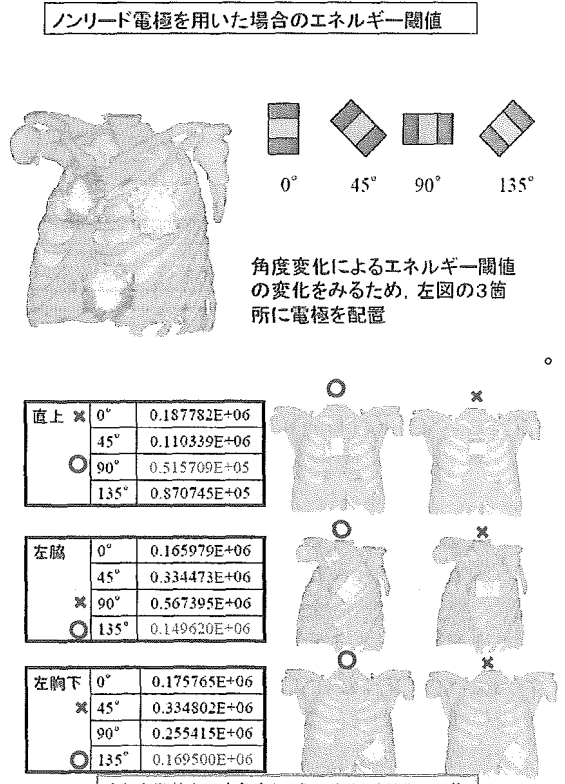 ノンリード電極を用いた場合のエネルギー閾値
0° 45° 90° 135°
角度変化によるエネルギー閾値
の変化をみるため, 左図の3箇
所に電極を配置
。
直上 × 0° 0.187782E+06
45° 0.110339E+06
○ 90° 0.515709E+05
135° 0.870745E+05
○ ×
左脇 0° 0.165979E+06
45° 0.334473E+06
× 90° 0.567395E+06
○ 135° 0.149620E+06
○ ×
左胸下 0° 0.175765E+06
× 45° 0.334802E+06
90° 0.255415E+06
○ 135° 0.169500E+06
○ ×